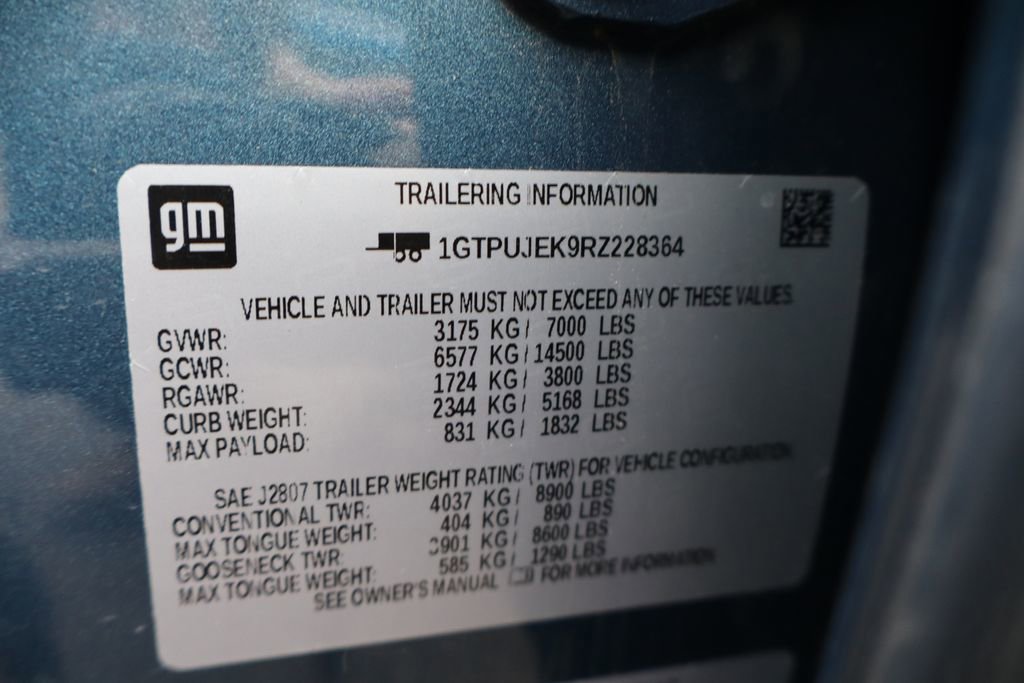 gm
TRAILERING INFORMATION
1GTPUJEK9RZ228364
VEHICLE AND TRAILER MUST NOT EXCEED ANY OF THESE VALUES.
GVWR: 3175 KG / 7000 LBS
GCWR: 6577 KG / 14500 LBS
RGAWR: 1724 KG / 3800 LBS
CURB WEIGHT: 2344 KG / 5168 LBS
MAX PAYLOAD: 831 KG / 1832 LBS
SAE J2807 TRAILER WEIGHT RATING (TWR) FOR VEHICLE CONFIGURATION.
CONVENTIONAL TWR: 4037 KG / 8900 LBS
MAX TONGUE WEIGHT: 404 KG / 890 LBS
GOOSENECK TWR: 3901 KG / 8600 LBS
MAX TONGUE WEIGHT: 585 KG / 1290 LBS
SEE OWNER'S MANUAL FOR MORE INFORMATION.